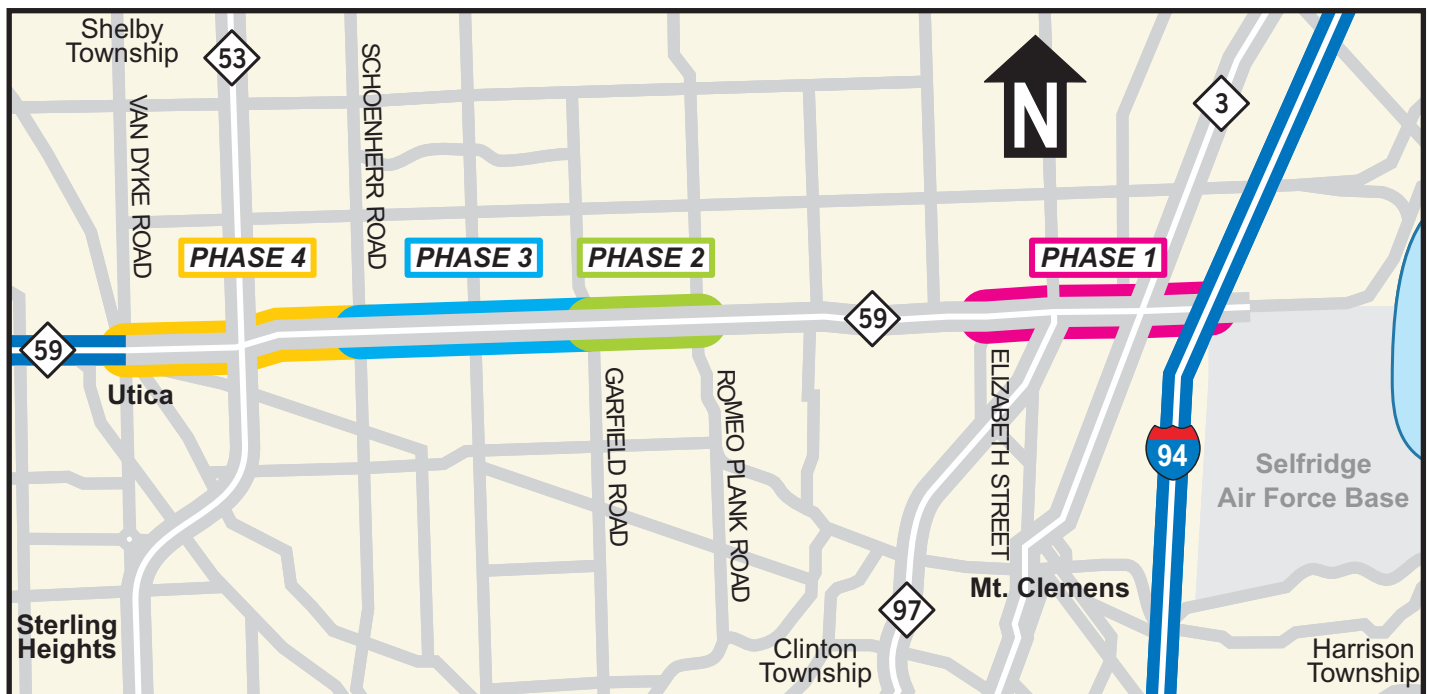 Shelby
Township
53
SCHOENHERR ROAD
VAN DYKE ROAD
N
3
PHASE 4
PHASE 3
PHASE 2
PHASE 1
59
59
Utica
GARFIELD ROAD
ROMEO PLANK ROAD
ELIZABETH STREET
94
Selfridge
Air Force Base
Mt. Clemens
97
Sterling
Heights
Clinton
Township
Harrison
Township